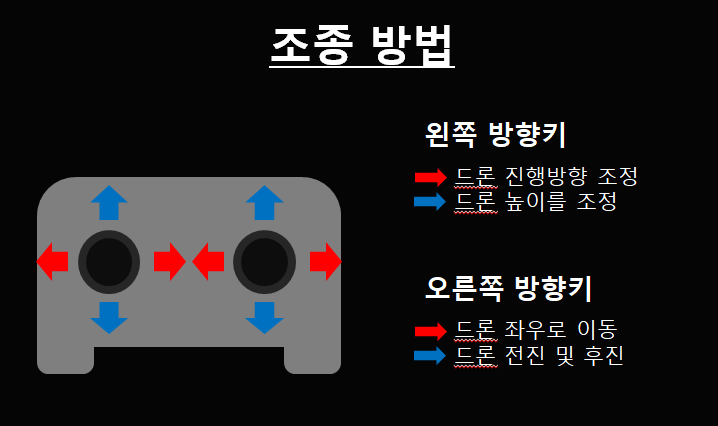 조종 방법
왼쪽 방향키
드론 진행방향 조정
드론 높이를 조정
오른쪽 방향키
드론 좌우로 이동
드론 전진 및 후진